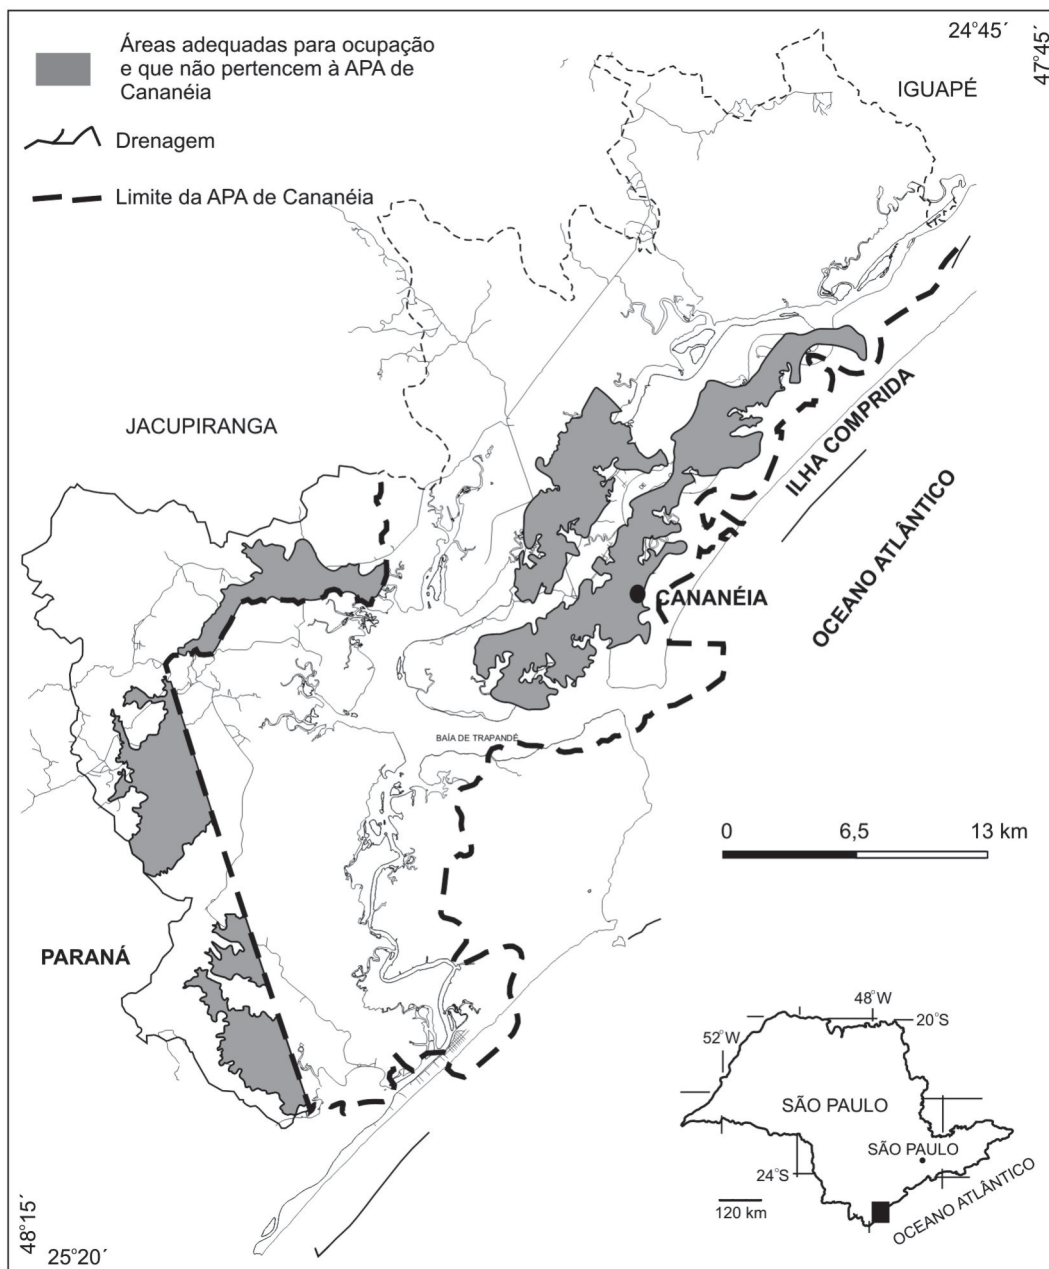 Áreas adequadas para ocupação
e que não pertencem à APA de
Cananéia
Drenagem
Limite da APA de Cananéia
24°45´
47°45´
IGUAPÉ
JACUPIRANGA
ILHA COMPRIDA
OCEANO ATLÂNTICO
CANANÉIA
BAÍA DE TRAPANDÉ
0 6,5 13 km
PARANÁ
48°W
20°S
52°W
SÃO PAULO
SÃO PAULO
24°S
120 km
OCEANO ATLÂNTICO
48°15´
25°20´